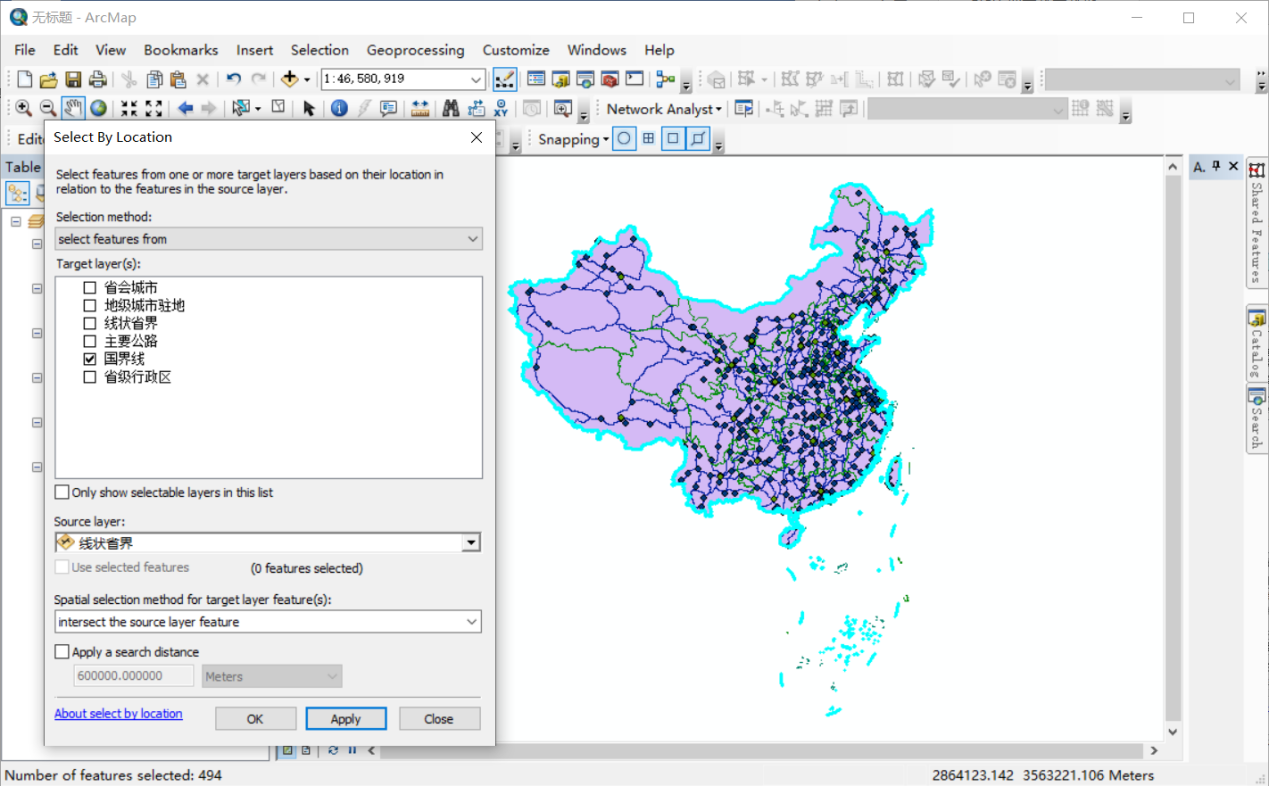 无标题 - ArcMap
File Edit View Bookmarks Insert Selection Geoprocessing Customize Windows Help
1:46,580,919
XY
Network Analyst
Edit
Snapping
Select By Location
Table
A.
Select features from one or more target layers based on their location in
relation to the features in the source layer.
Selection method:
select features from
Target layer(s):
省会城市
地级城市驻地
线状省界
主要公路
国界线
省级行政区
Only show selectable layers in this list
Source layer:
线状省界
Use selected features (0 features selected)
Spatial selection method for target layer feature(s):
intersect the source layer feature
Apply a search distance
600000.000000 Meters
About select by location OK Apply Close
Shared Features
Catalog
Search
Number of features selected: 494
2864123.142 3563221.106 Meters